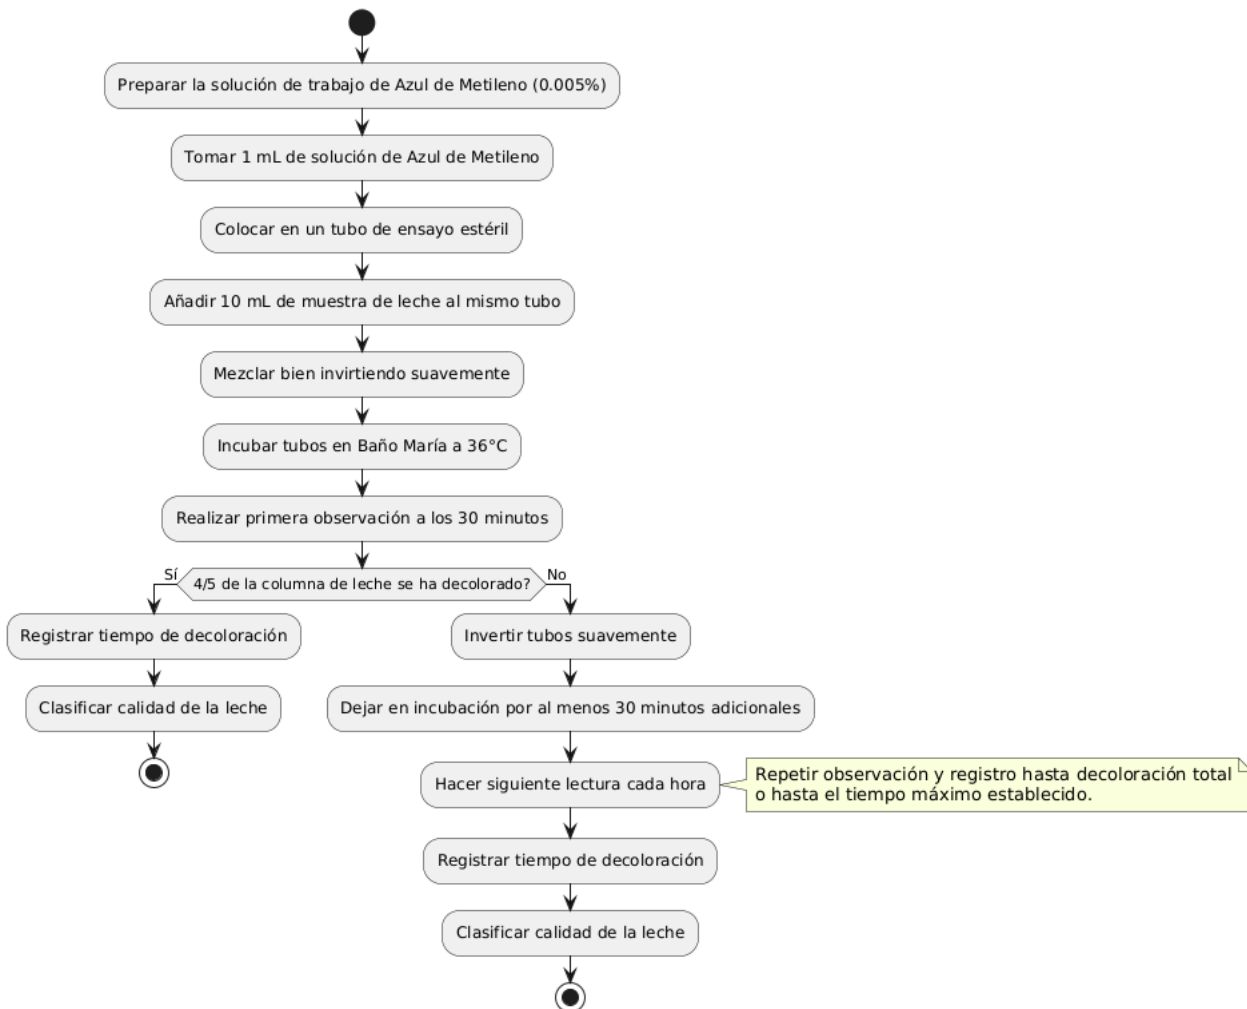 Preparar la solución de trabajo de Azul de Metileno (0.005%)
Tomar 1 mL de solución de Azul de Metileno
Colocar en un tubo de ensayo estéril
Añadir 10 mL de muestra de leche al mismo tubo
Mezclar bien invirtiendo suavemente
Incubar tubos en Baño María a 36°C
Realizar primera observación a los 30 minutos
4/5 de la columna de leche se ha decolorado?
Sí
Registrar tiempo de decoloración
Clasificar calidad de la leche
No
Invertir tubos suavemente
Dejar en incubación por al menos 30 minutos adicionales
Hacer siguiente lectura cada hora
Repetir observación y registro hasta decoloración total
o hasta el tiempo máximo establecido.
Registrar tiempo de decoloración
Clasificar calidad de la leche